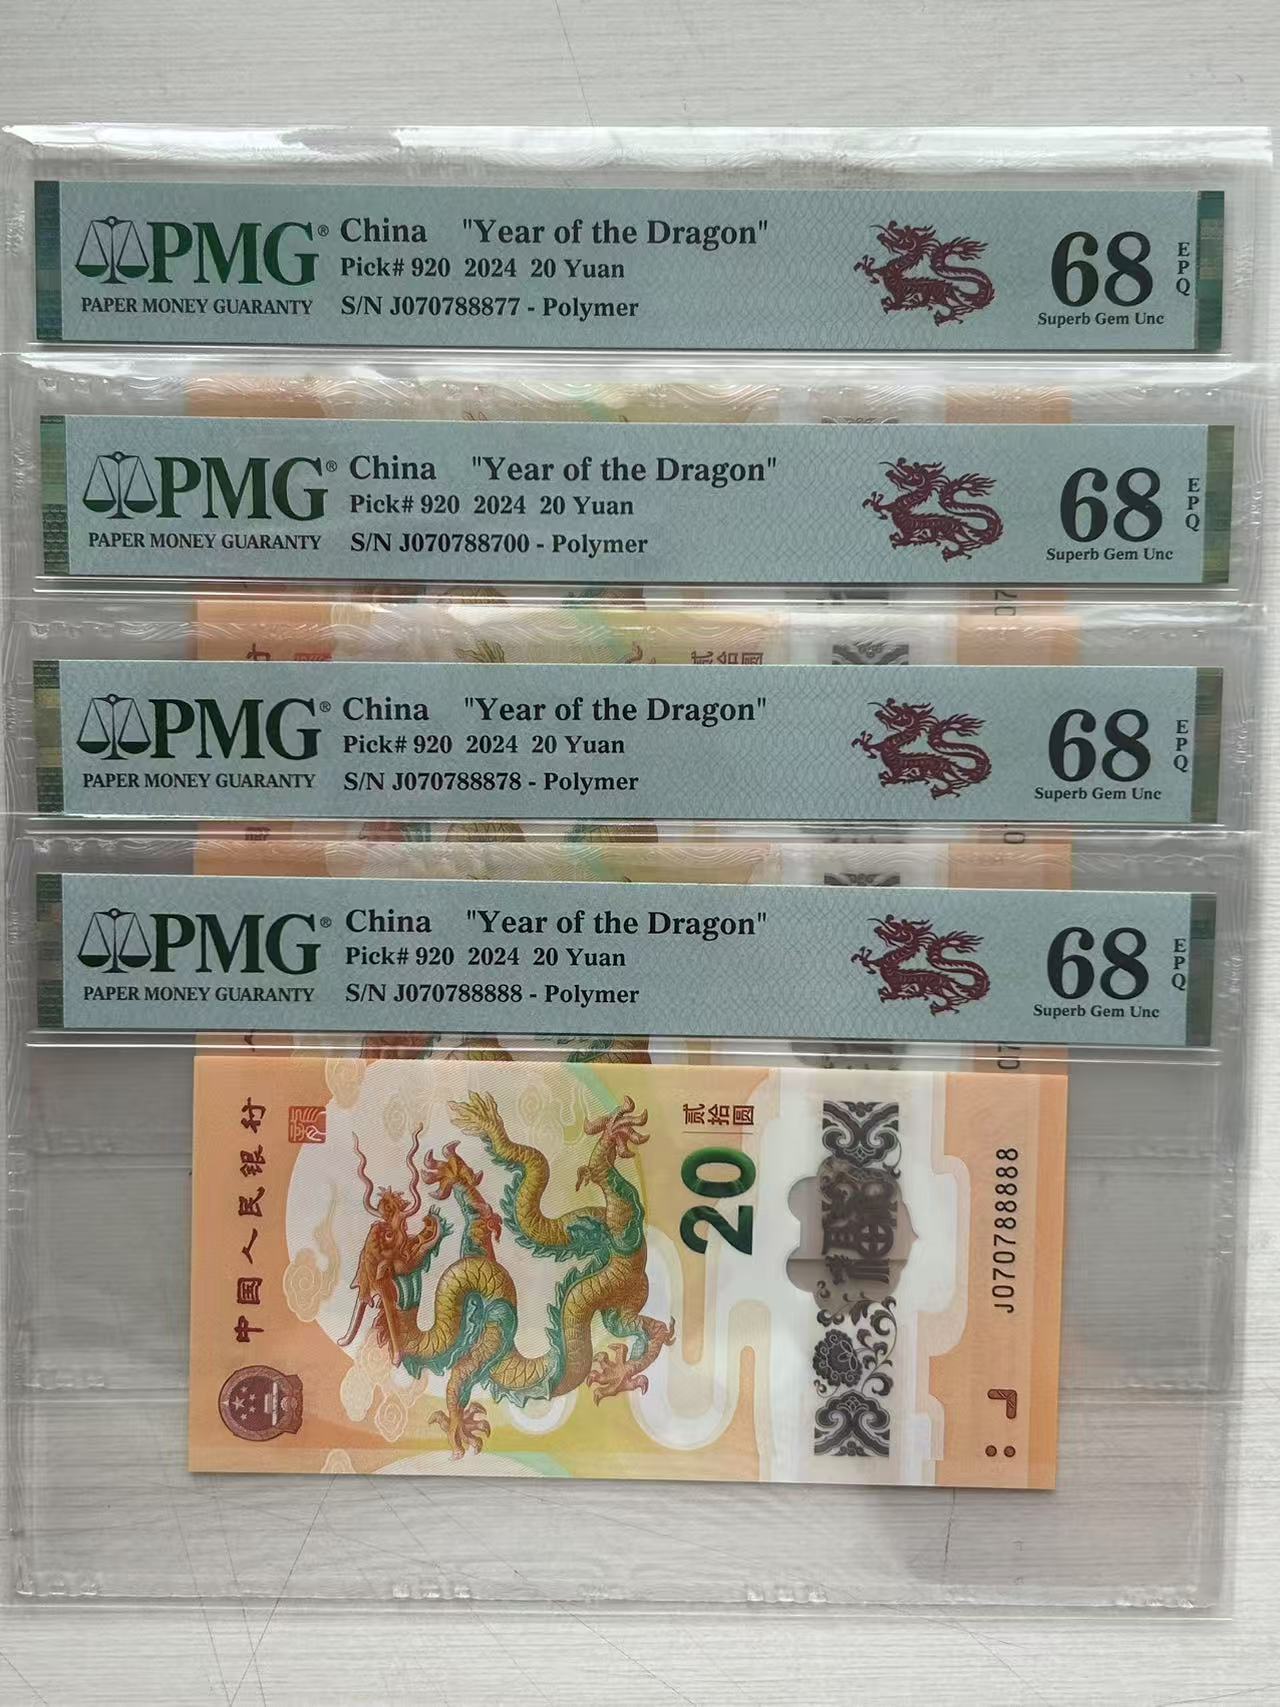 PMG® China "Year of the Dragon" 68 EPQ
Pick# 920 2024 20 Yuan
PAPER MONEY GUARANTY S/N J070788877 - Polymer Superb Gem Unc
PMG® China "Year of the Dragon" 68 EPQ
Pick# 920 2024 20 Yuan
PAPER MONEY GUARANTY S/N J070788700 - Polymer Superb Gem Unc
07
贰拾圆
PMG® China "Year of the Dragon" 68 EPQ
Pick# 920 2024 20 Yuan
PAPER MONEY GUARANTY S/N J070788878 - Polymer Superb Gem Unc
PMG® China "Year of the Dragon" 68 EPQ
Pick# 920 2024 20 Yuan
PAPER MONEY GUARANTY S/N J070788888 - Polymer Superb Gem Unc
07
中国人民银行
贰拾圆
20
J070788888